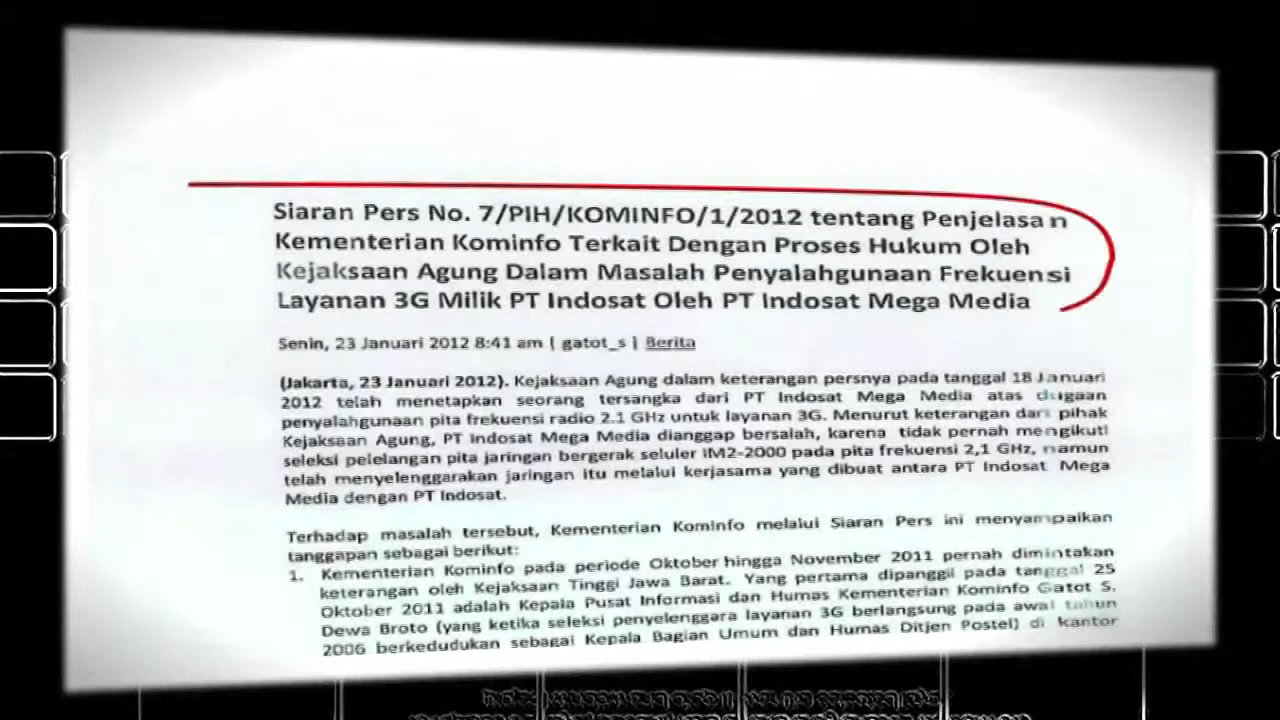 Siaran Pers No. 7/PIH/KOMINFO/1/2012 tentang Penjelasan
Kementerian Kominfo Terkait Dengan Proses Hukum Oleh
Kejaksaan Agung Dalam Masalah Penyalahgunaan Frekuensi
Layanan 3G Milik PT Indosat Oleh PT Indosat Mega Media
Senin, 23 Januari 2012 8:41 am | gatot_s | Berita
(Jakarta, 23 Januari 2012). Kejaksaan Agung dalam keterangan persnya pada tanggal 18 Januari
2012 telah menetapkan seorang tersangka dari PT Indosat Mega Media atas dugaan
penyalahgunaan pita frekuensi radio 2.1 GHz untuk layanan 3G. Menurut keterangan dari pihak
Kejaksaan Agung, PT Indosat Mega Media dianggap bersalah, karena tidak pernah mengikuti
seleksi pelelangan pita jaringan bergerak seluler IM2-2000 pada pita frekuensi 2,1 GHz, namun
telah menyelenggarakan jaringan itu melalui kerjasama yang dibuat antara PT Indosat Mega
Media dengan PT Indosat.
Terhadap masalah tersebut, Kementerian Kominfo melalui Siaran Pers ini menyampaikan
tanggapan sebagai berikut:
1. Kementerian Kominfo pada periode Oktober hingga November 2011 pernah dimintakan
keterangan oleh Kejaksaan Tinggi Jawa Barat. Yang pertama dipanggil pada tanggal 25
Oktober 2011 adalah Kepala Pusat Informasi dan Humas Kementerian Kominfo Gatot S.
Dewa Broto (yang ketika seleksi penyelenggara layanan 3G berlangsung pada awal tahun
2006 berkedudukan sebagai Kepala Bagian Umum dan Humas Ditjen Postel) di kantor